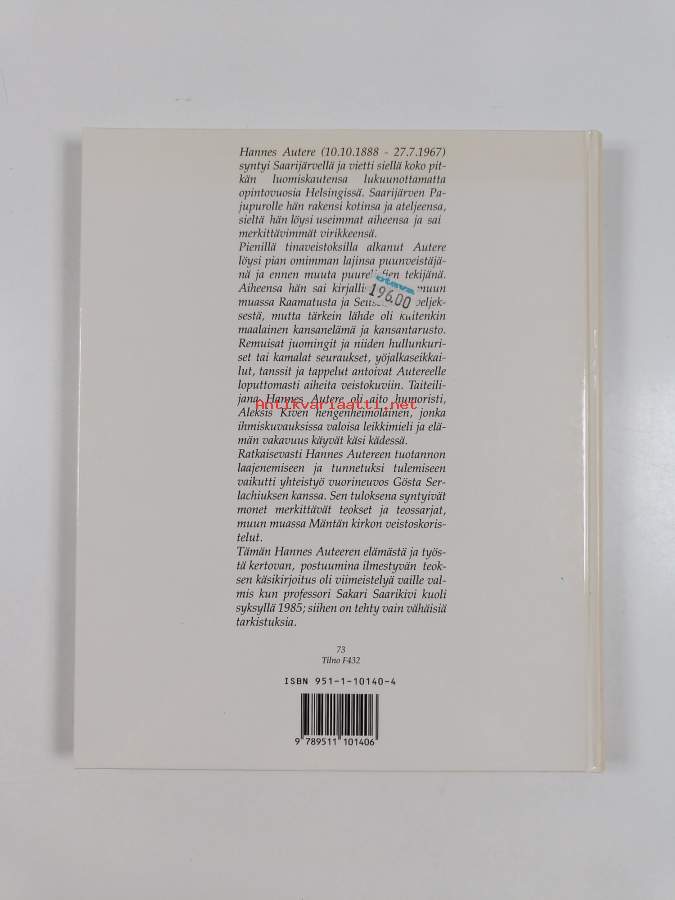 Hannes Autere (10.10.1888 - 27.7.1967)
syntyi Saarijärvellä ja vietti siellä koko pit-
kän luomiskautensa lukuunottamatta
opintovuosia Helsingissä. Saarijärven Pa-
jupurolle hän rakensi kotinsa ja ateljeensa,
sieltä hän löysi useimmat aiheensa ja sai
merkittävimmät virikkeensä.
Pienillä tinaveistoksilla alkanut Autere
löysi pian omimman lajinsa puunveistäjä-
nä ja ennen muuta tekijänä.
otava
196.00
Aiheensa hän sai
muassa Raamatusta ja
sestä, mutta tärkein lähde oli kuitenkin
maalainen kansanelämä ja kansantarusto.
Remuisat juomingit ja niiden hullunkuri-
set tai kamalat seuraukset, yöjalkaseikkai-
lut, tanssit ja tappelut antoivat Autereelle
loputtomasti aiheita veistokuviin. Taiteili-
jana Hannes Autere oli aito humoristi,
Antikvariaatti.net
Aleksis Kiven hengenheimolainen, jonka
ihmiskuvauksissa valoisa leikkimieli ja elä-
män vakavuus käyvät käsi kädessä.
Ratkaisevasti Hannes Autereen tuotannon
laajenemiseen ja tunnetuksi tulemiseen
vaikutti yhteistyö vuorineuvos Gösta Ser-
lachiuksen kanssa. Sen tuloksena syntyivät
monet merkittävät teokset ja teossarjat,
muun muassa Mäntän kirkon veistoskoris-
telut.
Tämän Hannes Auteeren elämästä ja työs-
tä kertovan, postuumina ilmestyvän teok-
sen käsikirjoitus oli viimeistelyä vaille val-
mis kun professori Sakari Saarikivi kuoli
syksyllä 1985; siihen on tehty vain vähäisiä
tarkistuksia.
73
Tilno F432
ISBN 951-1-10140-4
9 789511 101406